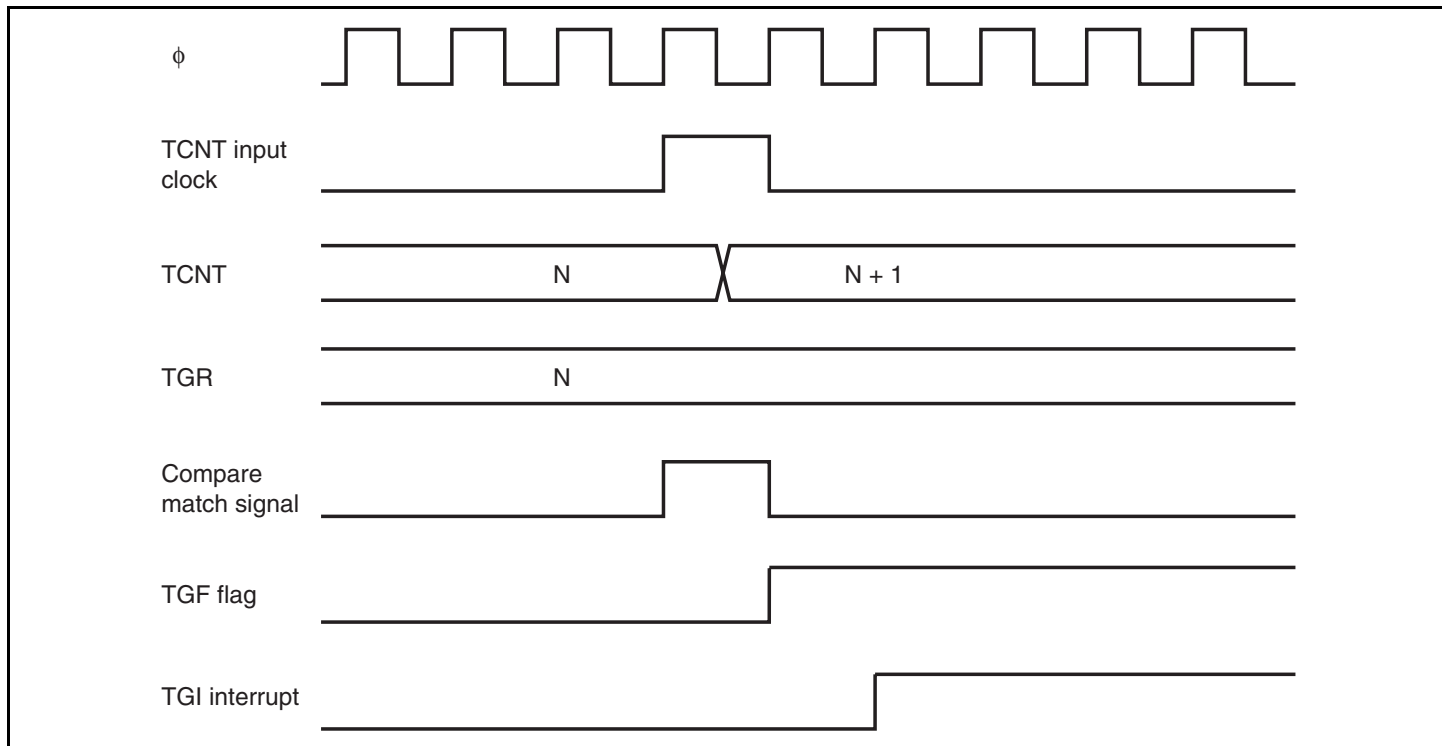 ϕ
TCNT input
clock
TCNT
N
N + 1
TGR
N
Compare
match signal
TGF flag
TGI interrupt